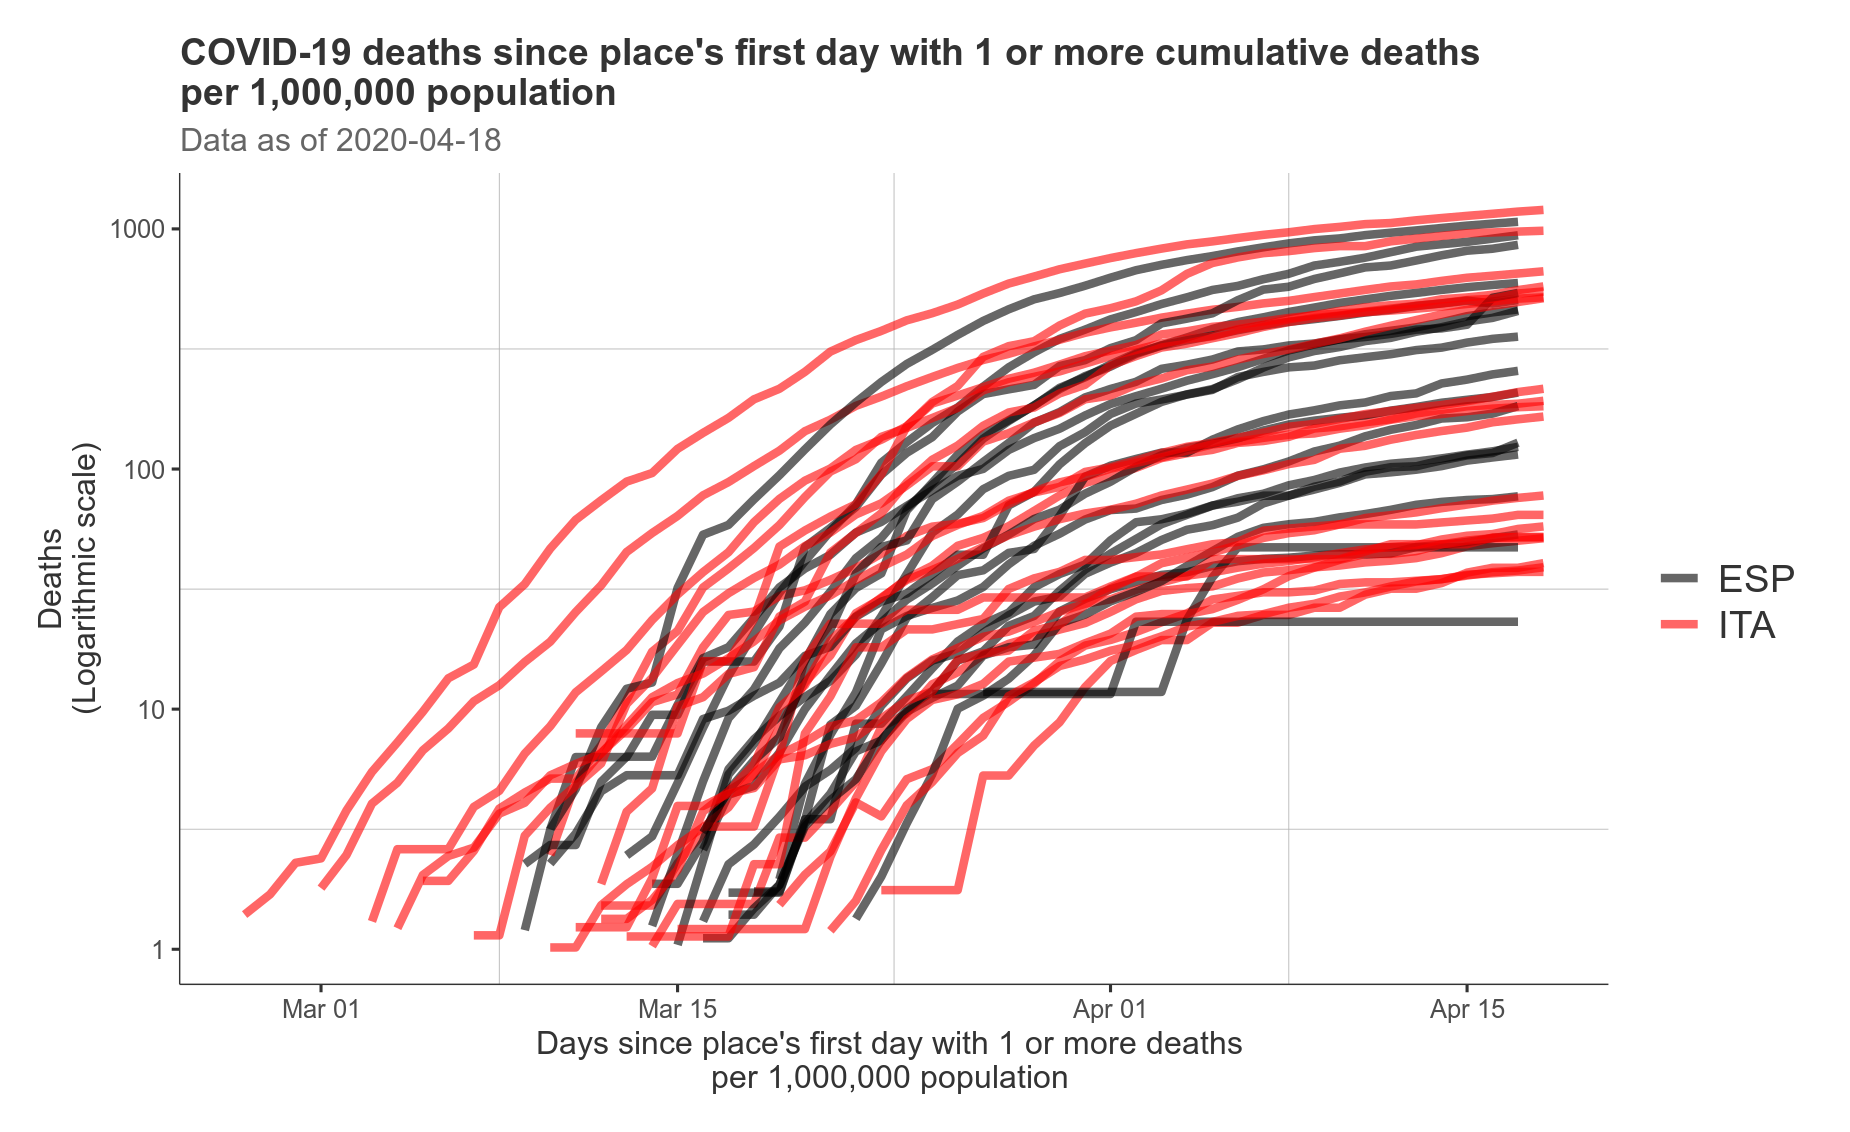 COVID-19 deaths since place's first day with 1 or more cumulative deaths
per 1,000,000 population
Data as of 2020-04-18
Deaths
(Logarithmic scale)
1000
100
10
1
Mar 01
Mar 15
Apr 01
Apr 15
Days since place's first day with 1 or more deaths
per 1,000,000 population
ESP
ITA